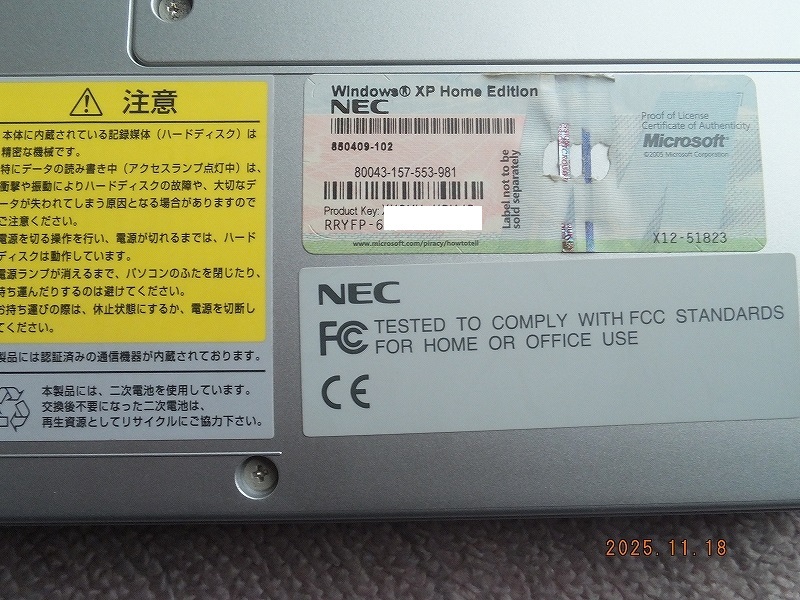 注意
本体に内蔵されている記録媒体（ハードディスク）は
精密な機械です。
特にデータの読み書き中（アクセスランプ点灯中）は、
衝撃や振動によりハードディスクの故障や、大切なデ
ータが失われてしまう原因となる場合がありますので
ご注意ください。
電源を切る操作を行い、電源が切れるまでは、ハード
ディスクは動作しています。
電源ランプが消えるまで、パソコンのふたを閉じたり、
持ち運んだりするのは避けてください。
お持ち運びの際は、休止状態にするか、電源を切断し
てください。
製品には認証済みの通信機器が内蔵されております。
本製品には、二次電池を使用しています。
交換後不要になった二次電池は、
再生資源としてリサイクルにご協力下さい。
Windows® XP Home Edition
NEC
850409-102
80043-157-553-981
Product Key:
RRYFP-6
www.microsoft.com/piracy/howtotell
Label not to be
sold separately
Proof of License
Certificate of Authenticity
Microsoft
©2005 Microsoft Corporation
X12-51823
NEC
FC TESTED TO COMPLY WITH FCC STANDARDS
FOR HOME OR OFFICE USE
CE
2025.11.18